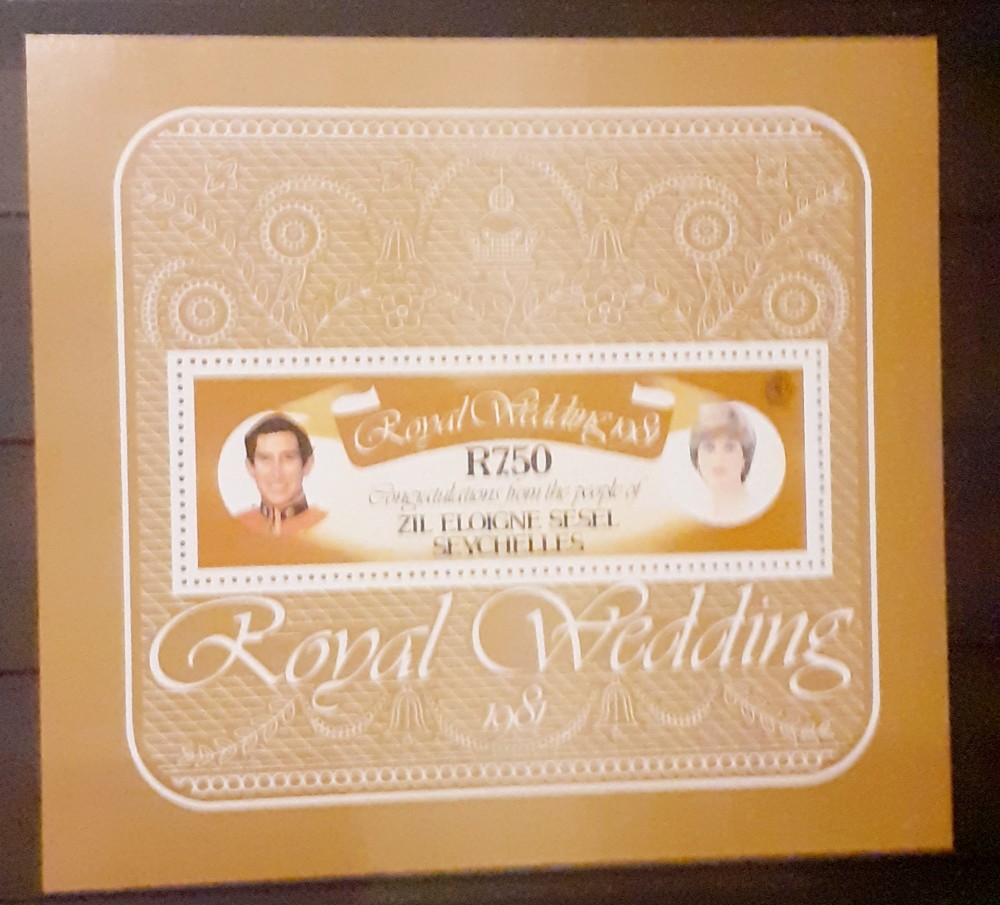 Royal Wedding 1981
R7.50
Congratulations from the people of
ZIL ELOIGNE SESEL
SEYCHELLES
Royal Wedding
1981